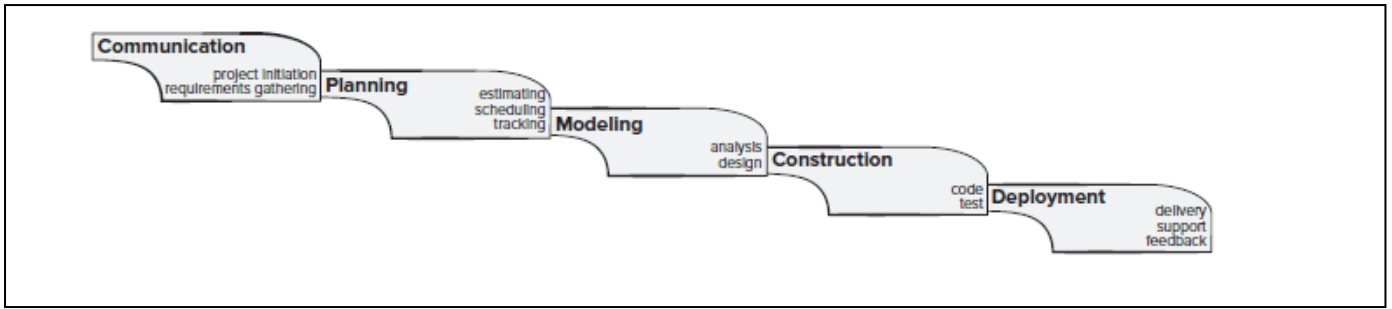 Communication
project initiation
requirements gathering
Planning
estimating
scheduling
tracking
Modeling
analysis
design
Construction
code
test
Deployment
delivery
support
feedback